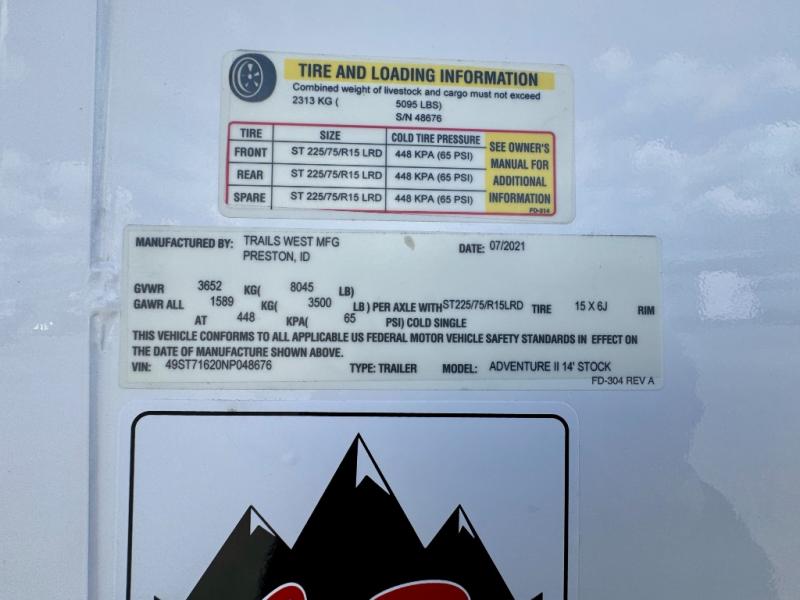 TIRE AND LOADING INFORMATION
Combined weight of livestock and cargo must not exceed
2313 KG ( 5095 LBS)
S/N 48676
TIRE SIZE COLD TIRE PRESSURE SEE OWNER'S MANUAL FOR ADDITIONAL INFORMATION
FRONT ST 225/75/R15 LRD 448 KPA (65 PSI)
REAR ST 225/75/R15 LRD 448 KPA (65 PSI)
SPARE ST 225/75/R15 LRD 448 KPA (65 PSI)
FD-314
MANUFACTURED BY: TRAILS WEST MFG DATE: 07/2021
PRESTON, ID
GVWR 3652 KG( 8045 LB)
GAWR ALL 1589 KG( 3500 LB) PER AXLE WITH ST225/75/R15LRD TIRE 15 X 6J RIM
AT 448 KPA( 65 PSI) COLD SINGLE
THIS VEHICLE CONFORMS TO ALL APPLICABLE US FEDERAL MOTOR VEHICLE SAFETY STANDARDS IN EFFECT ON
THE DATE OF MANUFACTURE SHOWN ABOVE.
VIN: 49ST71620NP048676 TYPE: TRAILER MODEL: ADVENTURE II 14' STOCK
FD-304 REV A